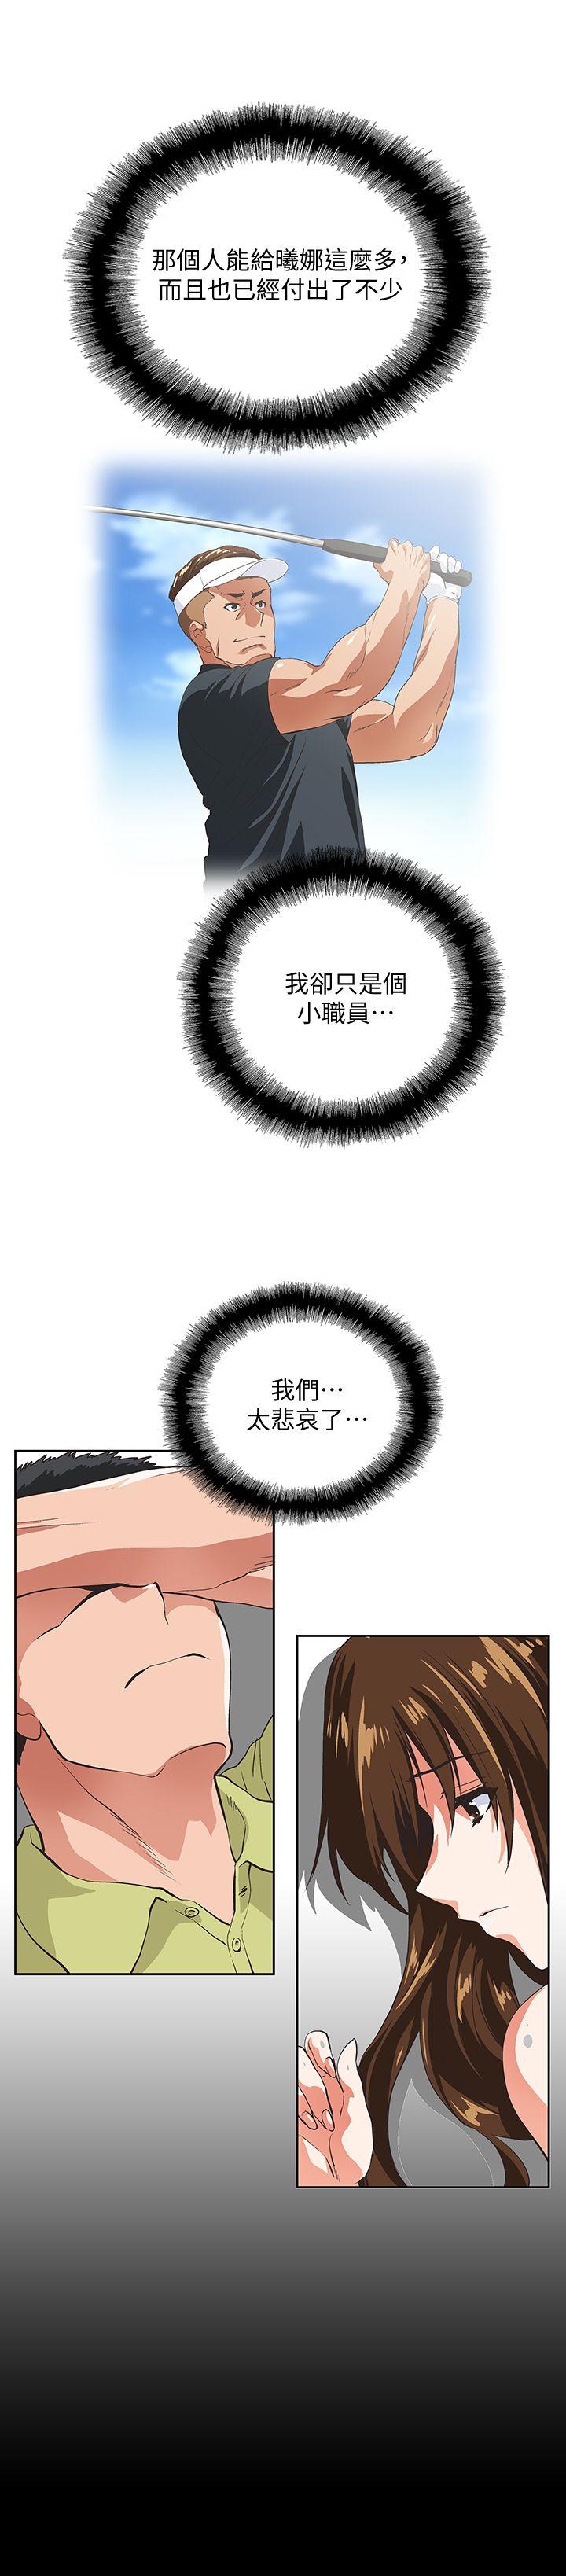 那個人能給曦娜這麼多，
而且也已經付出了不少
我卻只是個
小職員…
我們…
太悲哀了…